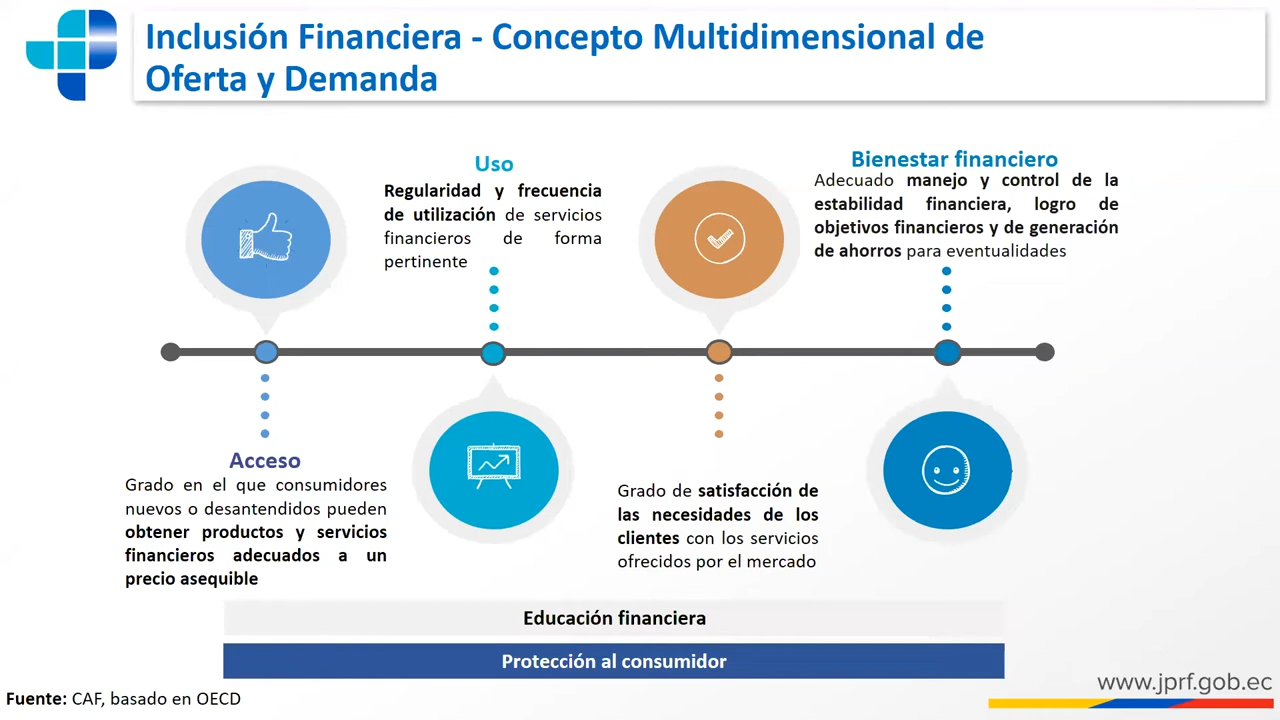 Inclusión Financiera - Concepto Multidimensional de
Oferta y Demanda
Uso
Regularidad y frecuencia
de utilización de servicios
financieros de forma
pertinente
Bienestar financiero
Adecuado manejo y control de la
estabilidad financiera, logro de
objetivos financieros y de generación
de ahorros para eventualidades
Acceso
Grado en el que consumidores
nuevos o desantendidos pueden
obtener productos y servicios
financieros adecuados a un
precio asequible
Grado de satisfacción de
las necesidades de los
clientes con los servicios
ofrecidos por el mercado
Educación financiera
Protección al consumidor
Fuente: CAF, basado en OECD
www.jprf.gob.ec